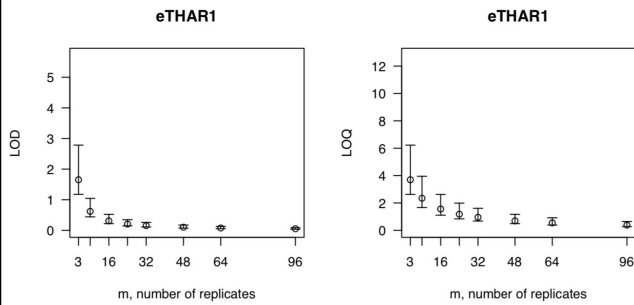 eTHAR1
LOD
5
4
3
2
1
0
3 16 32 48 64 96
m, number of replicates
eTHAR1
LOQ
12
10
8
6
4
2
0
3 16 32 48 64 96
m, number of replicates